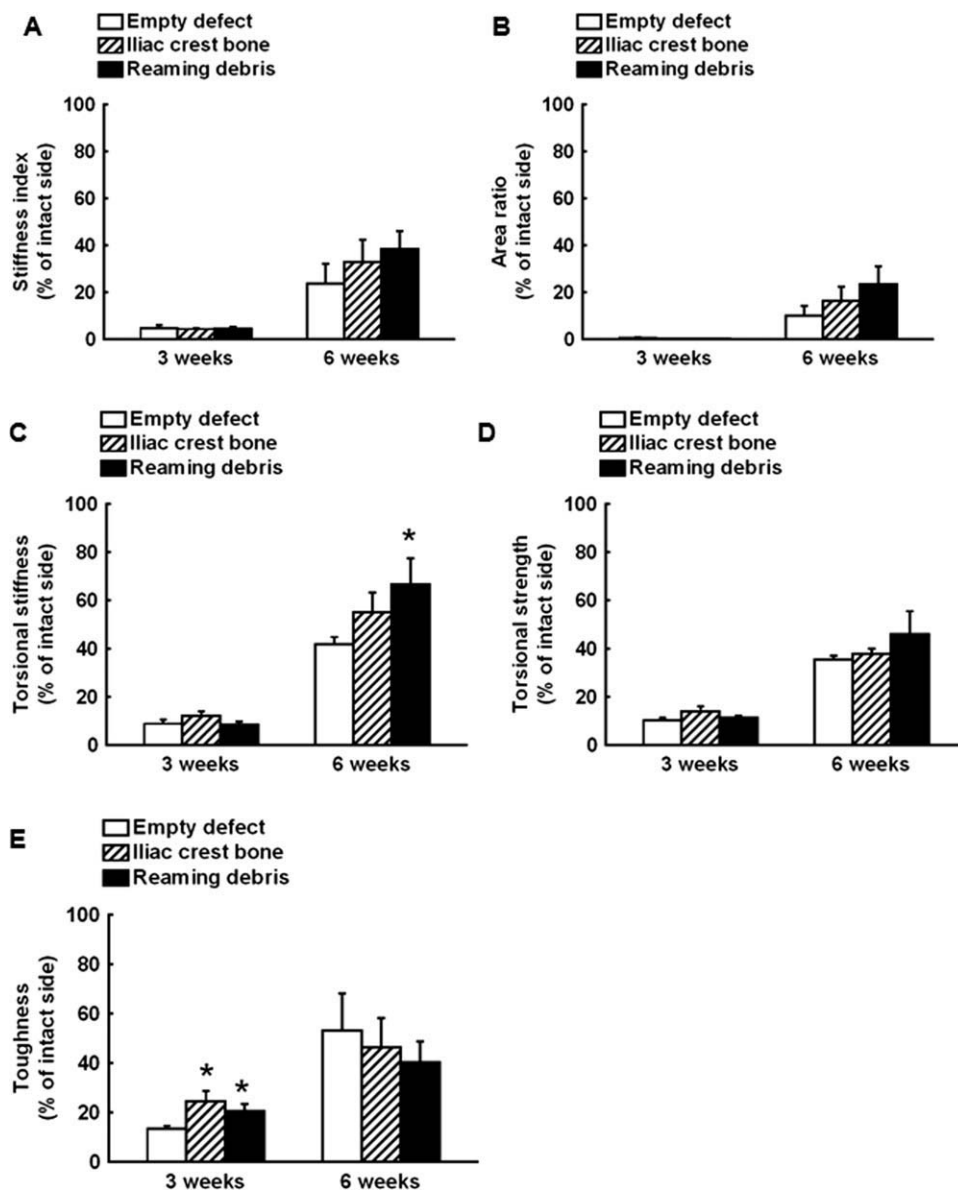 A
Empty defect
Iliac crest bone
Reaming debris
Stiffness index
(% of intact side)
100
80
60
40
20
0
3 weeks
6 weeks
B
Empty defect
Iliac crest bone
Reaming debris
Area ratio
(% of intact side)
100
80
60
40
20
0
3 weeks
6 weeks
C
Empty defect
Iliac crest bone
Reaming debris
Torsional stiffness
(% of intact side)
100
80
60
40
20
0
*
3 weeks
6 weeks
D
Empty defect
Iliac crest bone
Reaming debris
Torsional strength
(% of intact side)
100
80
60
40
20
0
3 weeks
6 weeks
E
Empty defect
Iliac crest bone
Reaming debris
Toughness
(% of intact side)
100
80
60
40
20
0
*
*
3 weeks
6 weeks